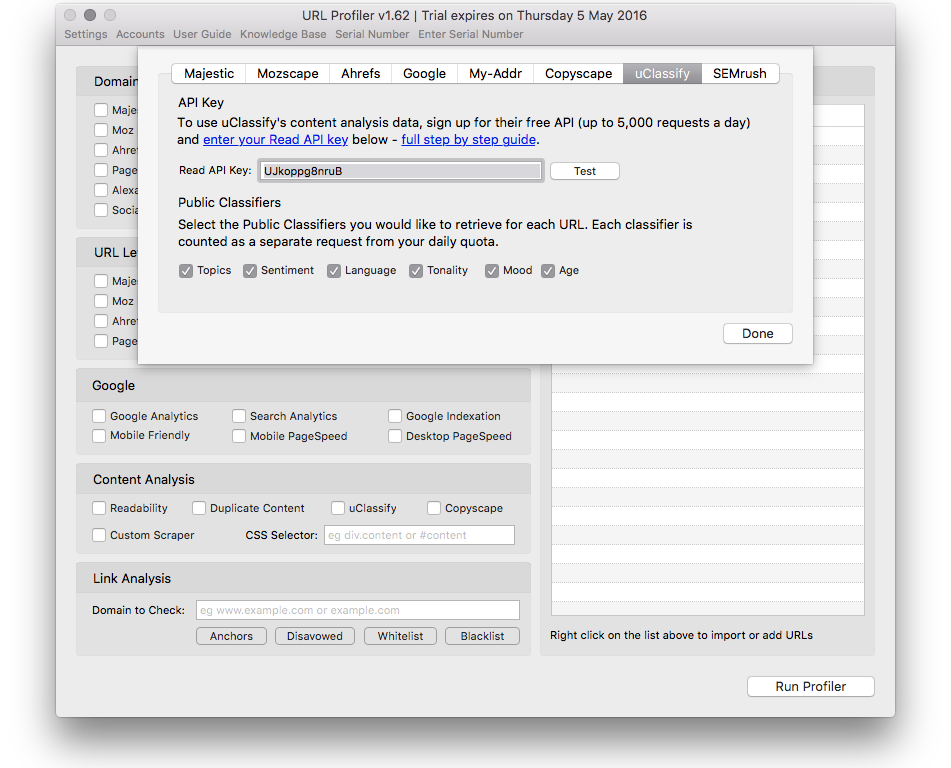 URL Profiler v1.62 | Trial expires on Thursday 5 May 2016
Settings Accounts User Guide Knowledge Base Serial Number Enter Serial Number
Majestic Mozscape Ahrefs Google My-Addr Copyscape uClassify SEMrush
API Key
To use uClassify's content analysis data, sign up for their free API (up to 5,000 requests a day)
and enter your Read API key below - full step by step guide.
Read API Key: UJkoppg8nruB Test
Public Classifiers
Select the Public Classifiers you would like to retrieve for each URL. Each classifier is
counted as a separate request from your daily quota.
Topics Sentiment Language Tonality Mood Age
Done
Domain
Maje
Moz
Ahref
Page
Alexa
Socia
URL Le
Maje
Moz
Ahref
Page
Google
Google Analytics Search Analytics Google Indexation
Mobile Friendly Mobile PageSpeed Desktop PageSpeed
Content Analysis
Readability Duplicate Content uClassify Copyscape
Custom Scraper CSS Selector: eg div.content or #content
Link Analysis
Domain to Check: eg www.example.com or example.com
Anchors Disavowed Whitelist Blacklist
Right click on the list above to import or add URLs
Run Profiler